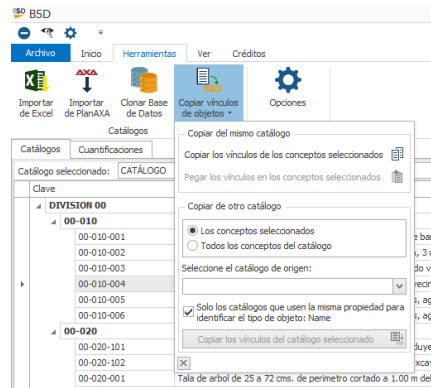 B5D B5D
Archivo Inicio Herramientas Ver Créditos
Importar de Excel
Importar de PlanAXA
Clonar Base de Datos
Copiar vínculos de objetos
Opciones
Catálogos
Catálogos Cuantificaciones
Catálogo seleccionado: CATÁLOGO
Clave
DIVISION 00
00-010
00-010-001
00-010-002
00-010-003
00-010-004
00-010-005
00-010-006
00-020
00-020-101
00-020-102
00-020-001 Tala de arbol de 25 a 72 cms. de perimetro cortado a 1.00 m del
Copiar del mismo catálogo
Copiar los vínculos de los conceptos seleccionados
Pegar los vínculos en los conceptos seleccionados
Copiar de otro catálogo
Los conceptos seleccionados
Todos los conceptos del catálogo
Seleccione el catálogo de origen:
Solo los catálogos que usen la misma propiedad para
identificar el tipo de objeto: Name
Copiar los vínculos del catálogo seleccionado